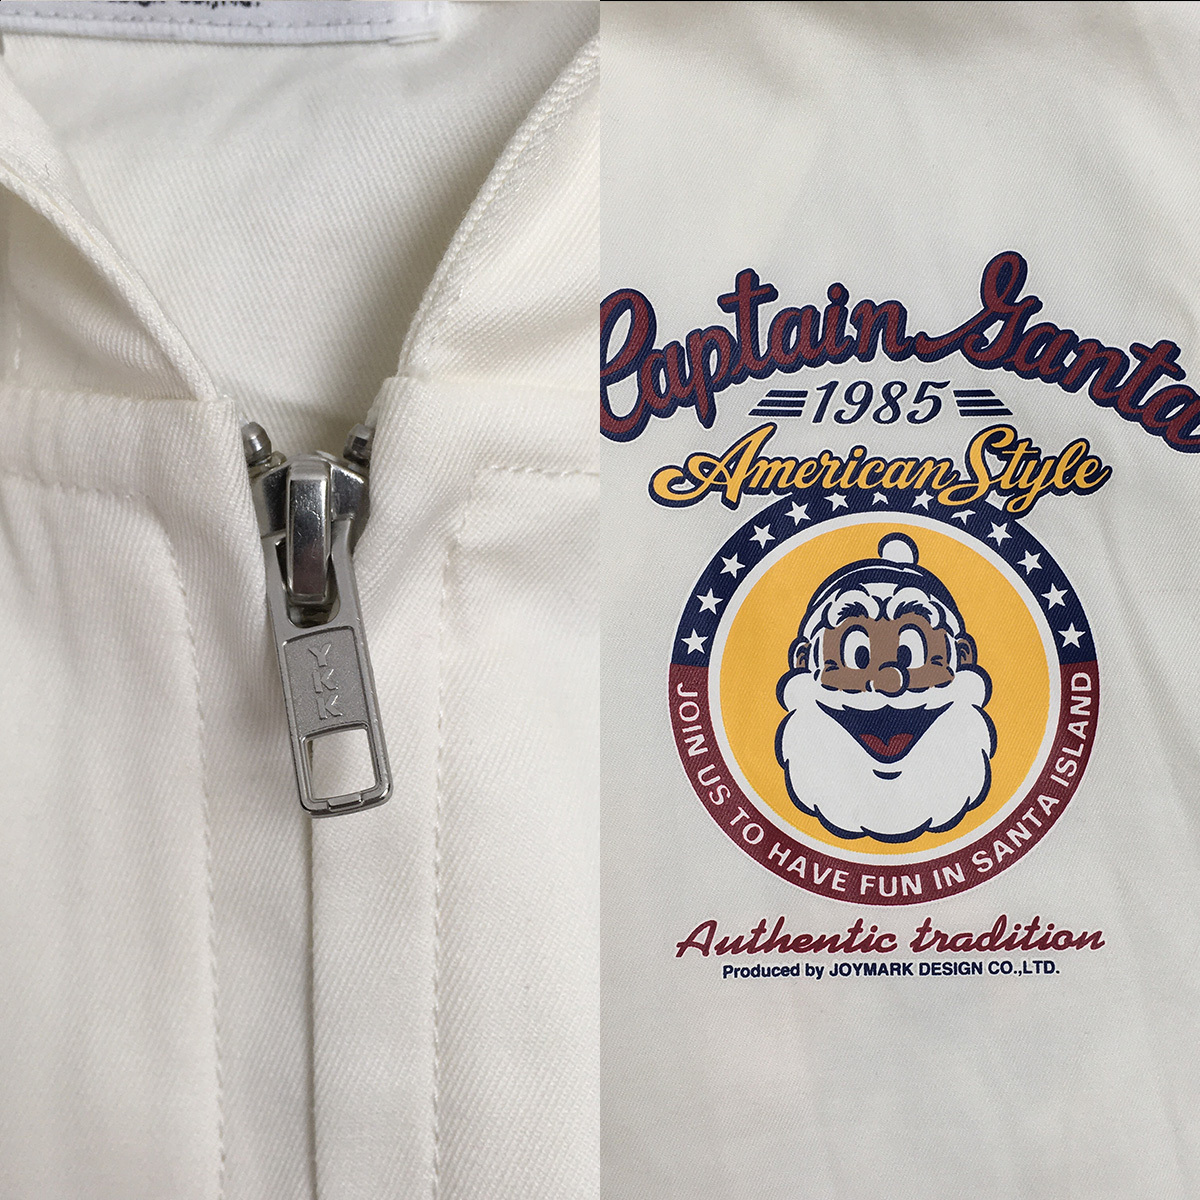 YKK
Captain Santa
1985
American Style
JOIN US TO HAVE FUN IN SANTA ISLAND
Authentic tradition
Produced by JOYMARK DESIGN CO.,LTD.